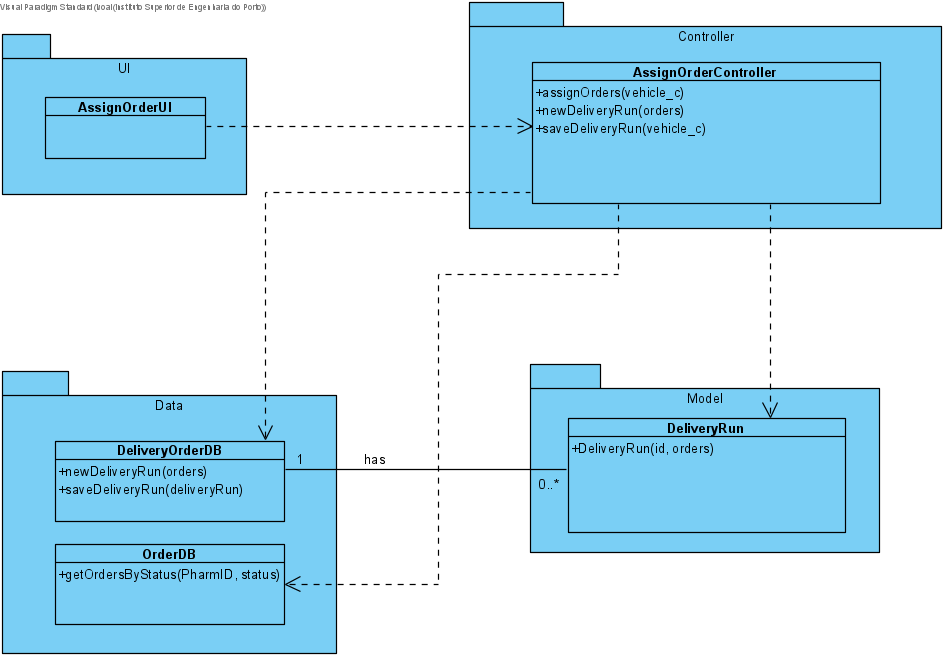 Visual Paradigm Standard (Instituto Superior de Engenharia do Porto))
Controller
UI
AssignOrderController
+assignOrders(vehicle_c)
+newDeliveryRun(orders)
+saveDeliveryRun(vehicle_c)
AssignOrderUI
Data
Model
DeliveryOrderDB
+newDeliveryRun(orders)
+saveDeliveryRun(deliveryRun)
1
has
0..*
DeliveryRun
+DeliveryRun(id, orders)
OrderDB
+getOrdersByStatus(PharmID, status)